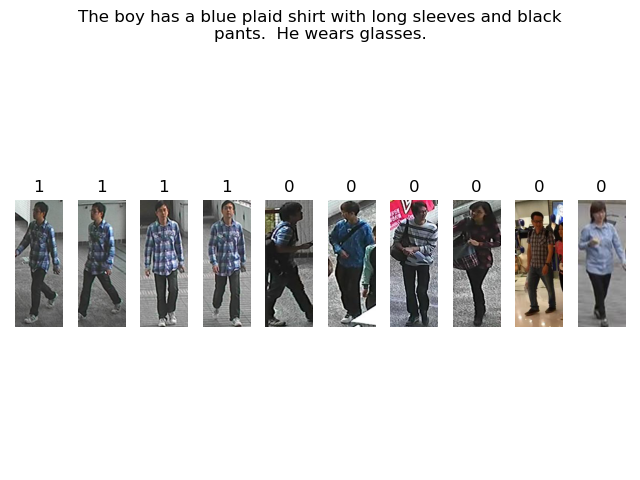 The boy has a blue plaid shirt with long sleeves and black
pants.  He wears glasses.
1 1 1 1 0 0 0 0 0 0